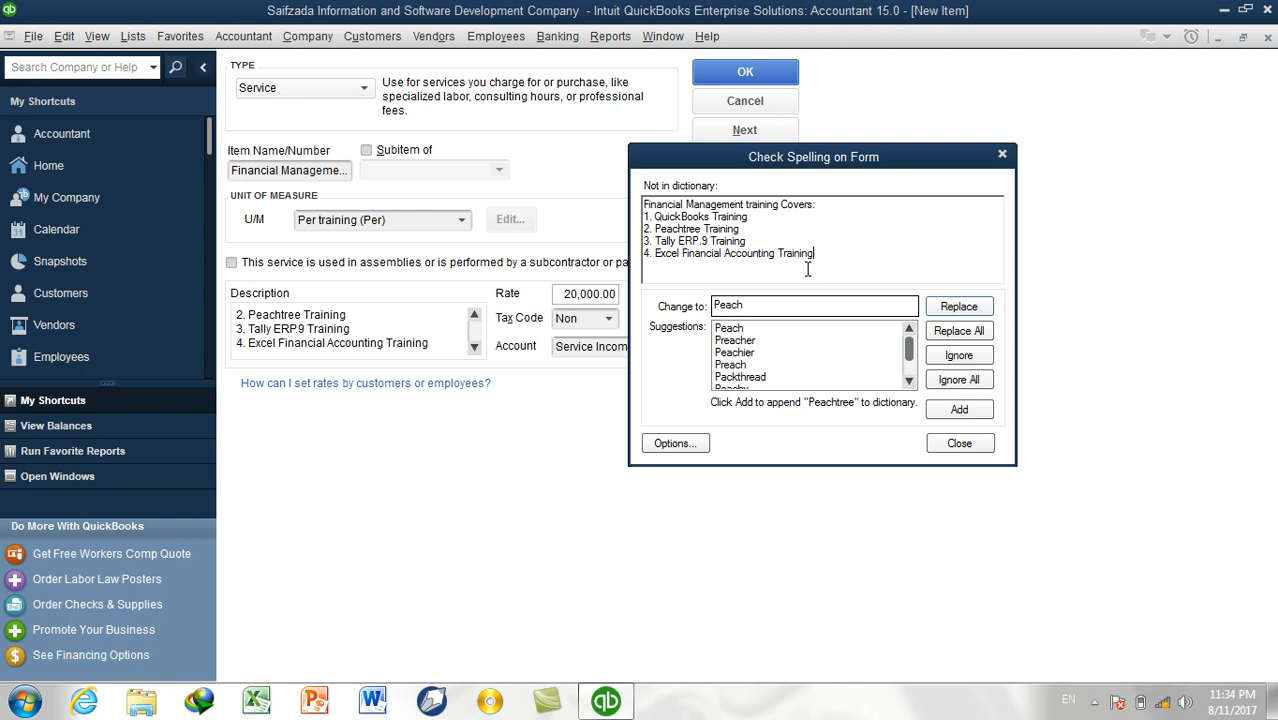 Saifzada Information and Software Development Company - Intuit QuickBooks Enterprise Solutions: Accountant 15.0 - [New Item]
File Edit View Lists Favorites Accountant Company Customers Vendors Employees Banking Reports Window Help
Search Company or Help
My Shortcuts
Accountant
Home
My Company
Calendar
Snapshots
Customers
Vendors
Employees
My Shortcuts
View Balances
Run Favorite Reports
Open Windows
Do More With QuickBooks
Get Free Workers Comp Quote
Order Labor Law Posters
Order Checks & Supplies
Promote Your Business
See Financing Options
TYPE
Service
Use for services you charge for or purchase, like
specialized labor, consulting hours, or professional
fees.
OK
Cancel
Next
Item Name/Number
Subitem of
Financial Manageme...
UNIT OF MEASURE
U/M Per training (Per) Edit...
This service is used in assemblies or is performed by a subcontractor or pa
Description
2. Peachtree Training
3. Tally ERP.9 Training
4. Excel Financial Accounting Training
Rate 20,000.00
Tax Code Non
Account Service Incom
How can I set rates by customers or employees?
Check Spelling on Form
Not in dictionary:
Financial Management training Covers:
1. QuickBooks Training
2. Peachtree Training
3. Tally ERP.9 Training
4. Excel Financial Accounting Training
Change to: Peach
Suggestions:
Peach
Preacher
Peachier
Preach
Packthread
Peachy
Replace
Replace All
Ignore
Ignore All
Click Add to append "Peachtree" to dictionary.
Add
Options...
Close
EN
11:34 PM
8/11/2017